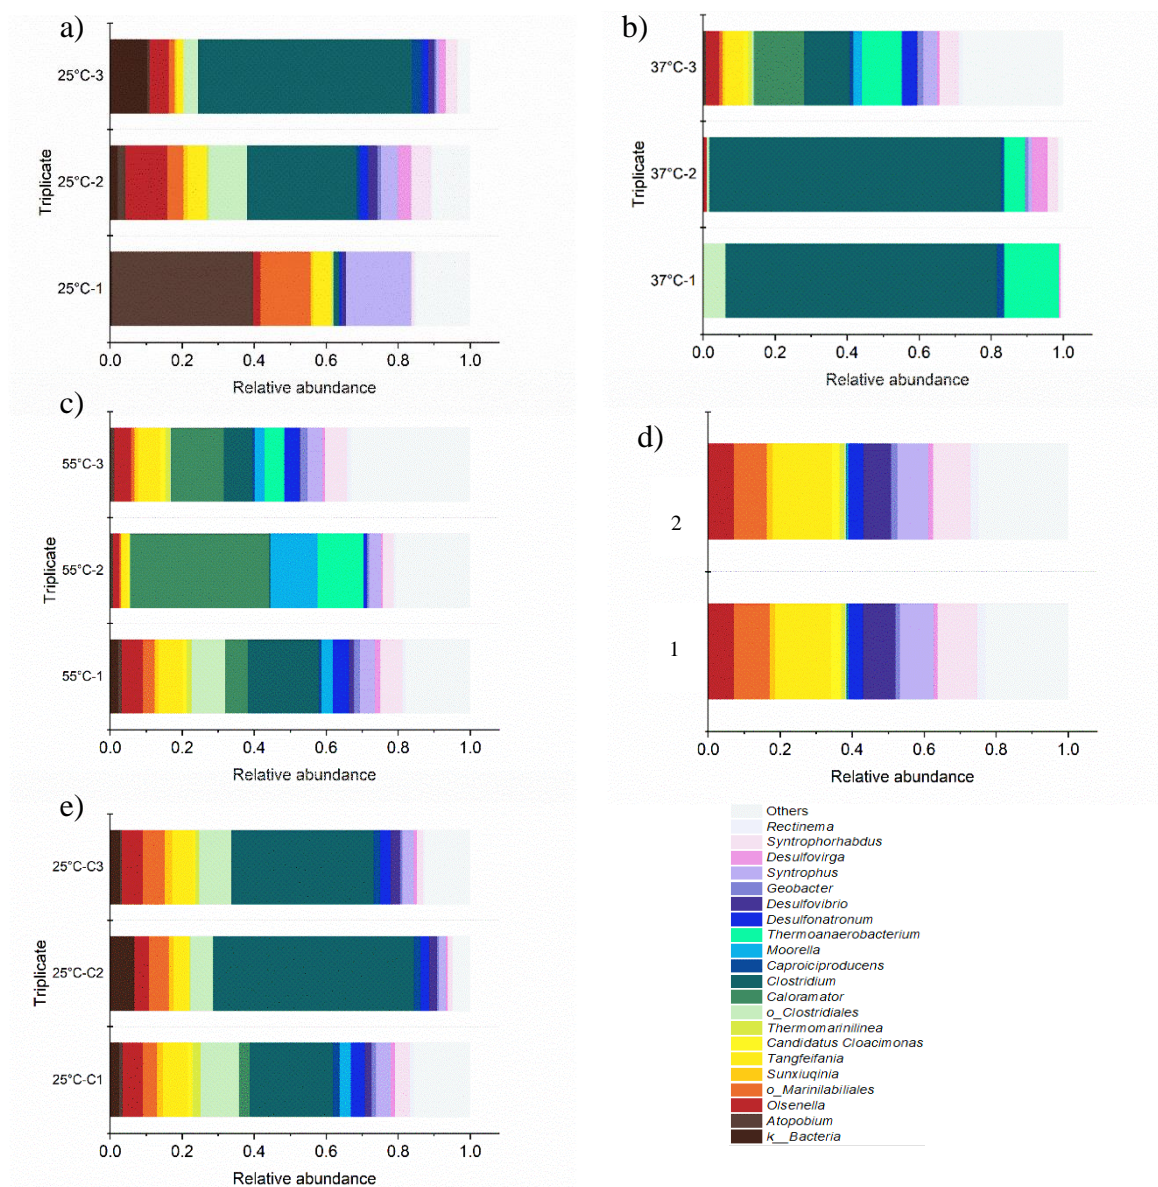 a)
25°C-3
25°C-2
25°C-1
Triplicate
0.0 0.2 0.4 0.6 0.8 1.0
Relative abundance
b)
37°C-3
37°C-2
37°C-1
Triplicate
0.0 0.2 0.4 0.6 0.8 1.0
Relative abundance
c)
55°C-3
55°C-2
55°C-1
Triplicate
0.0 0.2 0.4 0.6 0.8 1.0
Relative abundance
d)
2
1
0.0 0.2 0.4 0.6 0.8 1.0
Relative abundance
e)
25°C-C3
25°C-C2
25°C-C1
Triplicate
0.0 0.2 0.4 0.6 0.8 1.0
Relative abundance
Others
Rectinema
Syntrophorhabdus
Desulfovirga
Syntrophus
Geobacter
Desulfovibrio
Desulfonatronum
Thermoanaerobacterium
Moorella
Caproiciproducens
Clostridium
Caloramator
o_Clostridiales
Thermomarinilinea
Candidatus Cloacimonas
Tangfeifania
Sunxiuqinia
o_Marinilabiliales
Olsenella
Atopobium
k__Bacteria